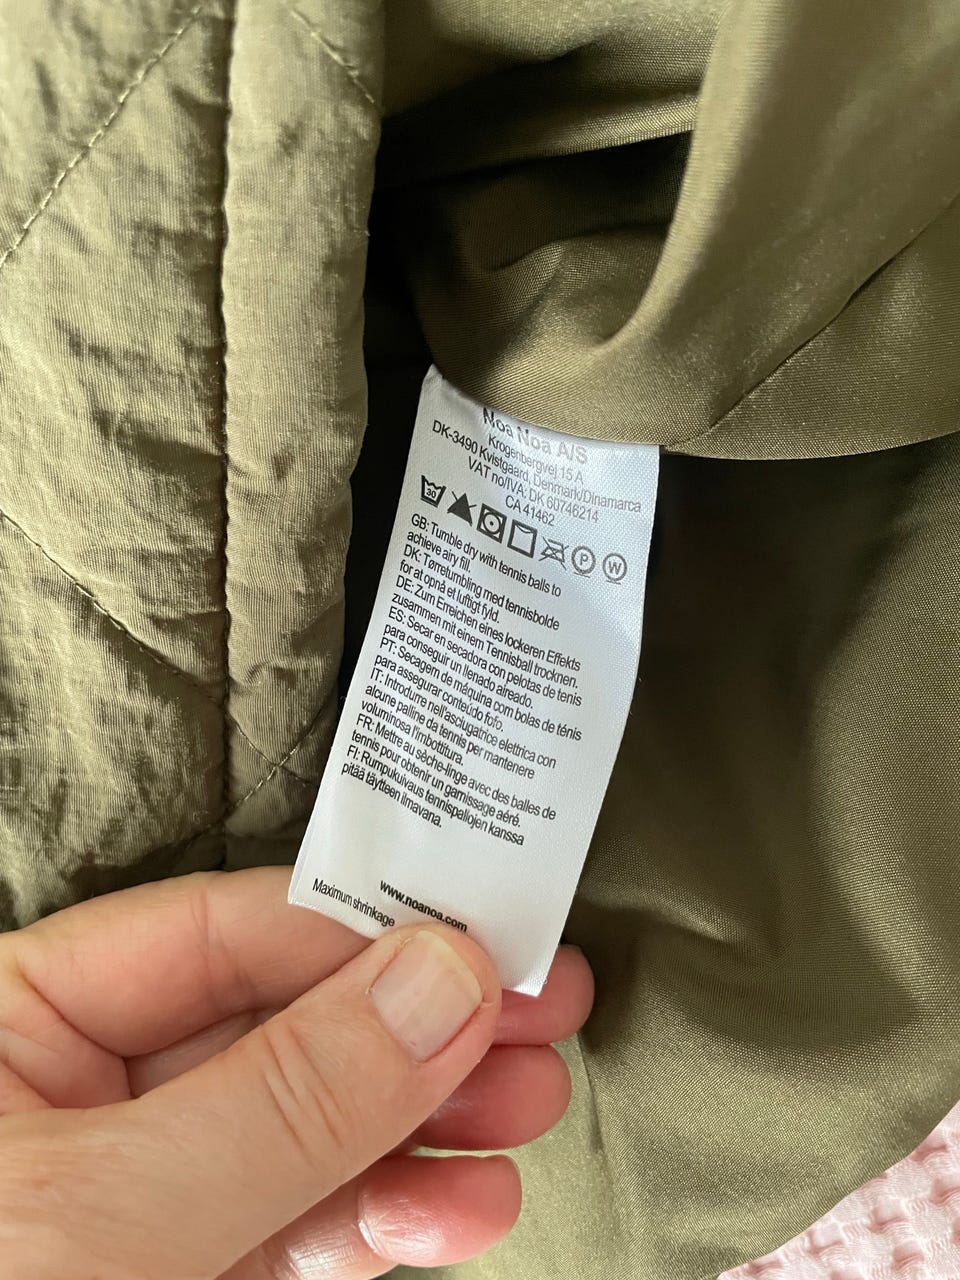 Noa Noa A/S
Krogenbergvej 15 A
DK-3490 Kvistgaard, Denmark/Dinamarca
VAT no/IVA: DK 60746214
CA 41462
30 P W
GB: Tumble dry with tennis balls to
achieve airy fill.
DK: Tørretumbling med tennisbolde
for at opnå et luftigt fyld.
DE: Zum Erreichen eines lockeren Effekts
zusammen mit einem Tennisball trocknen.
ES: Secar en secadora con pelotas de tenis
para conseguir un llenado aireado.
PT: Secagem de máquina com bolas de ténis
para assegurar conteúdo fofo.
IT: Introdurre nell'asciugatrice elettrica con
alcune palline da tennis per mantenere
voluminosa l'imbottitura.
FR: Mettre au sèche-linge avec des balles de
tennis pour obtenir un garnissage aéré.
FI: Rumpukuivaus tennispallojen kanssa
pitää täytteen ilmavana.
www.noanoa.com
Maximum shrinkage